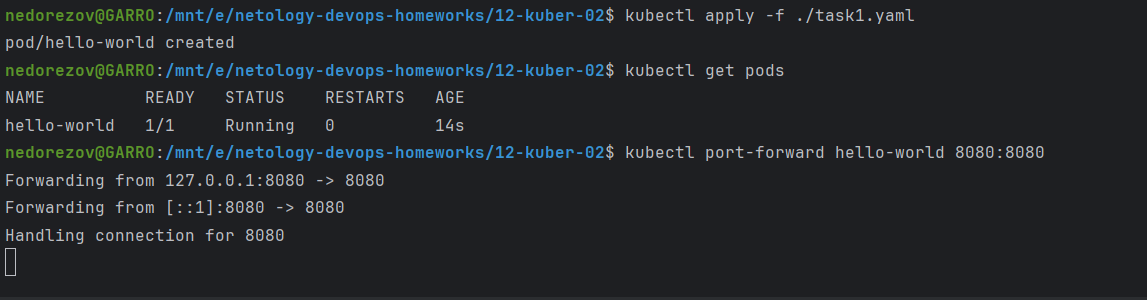 nedorezov@GARRO:/mnt/e/netology-devops-homeworks/12-kuber-02$ kubectl apply -f ./task1.yaml
pod/hello-world created
nedorezov@GARRO:/mnt/e/netology-devops-homeworks/12-kuber-02$ kubectl get pods
NAME          READY   STATUS    RESTARTS   AGE
hello-world   1/1     Running   0          14s
nedorezov@GARRO:/mnt/e/netology-devops-homeworks/12-kuber-02$ kubectl port-forward hello-world 8080:8080
Forwarding from 127.0.0.1:8080 -> 8080
Forwarding from [::1]:8080 -> 8080
Handling connection for 8080